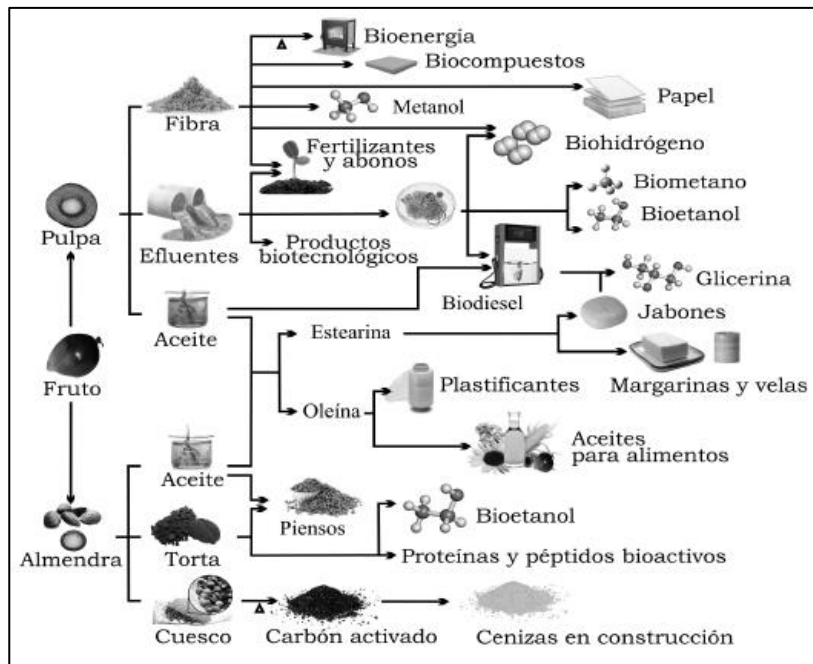 Bioenergia
Biocompuestos
Papel
Fibra
Metanol
Fertilizantes
y abonos
Biohidrógeno
Biometano
Bioetanol
Pulpa
Efluentes
Productos
biotecnológicos
Biodiesel
Glicerina
Jabones
Aceite
Estearina
Margarinas y velas
Fruto
Oleína
Plastificantes
Aceites
para alimentos
Aceite
Piensos
Bioetanol
Almendra
Torta
Proteínas y péptidos bioactivos
Cuesco
Carbón activado
Cenizas en construcción